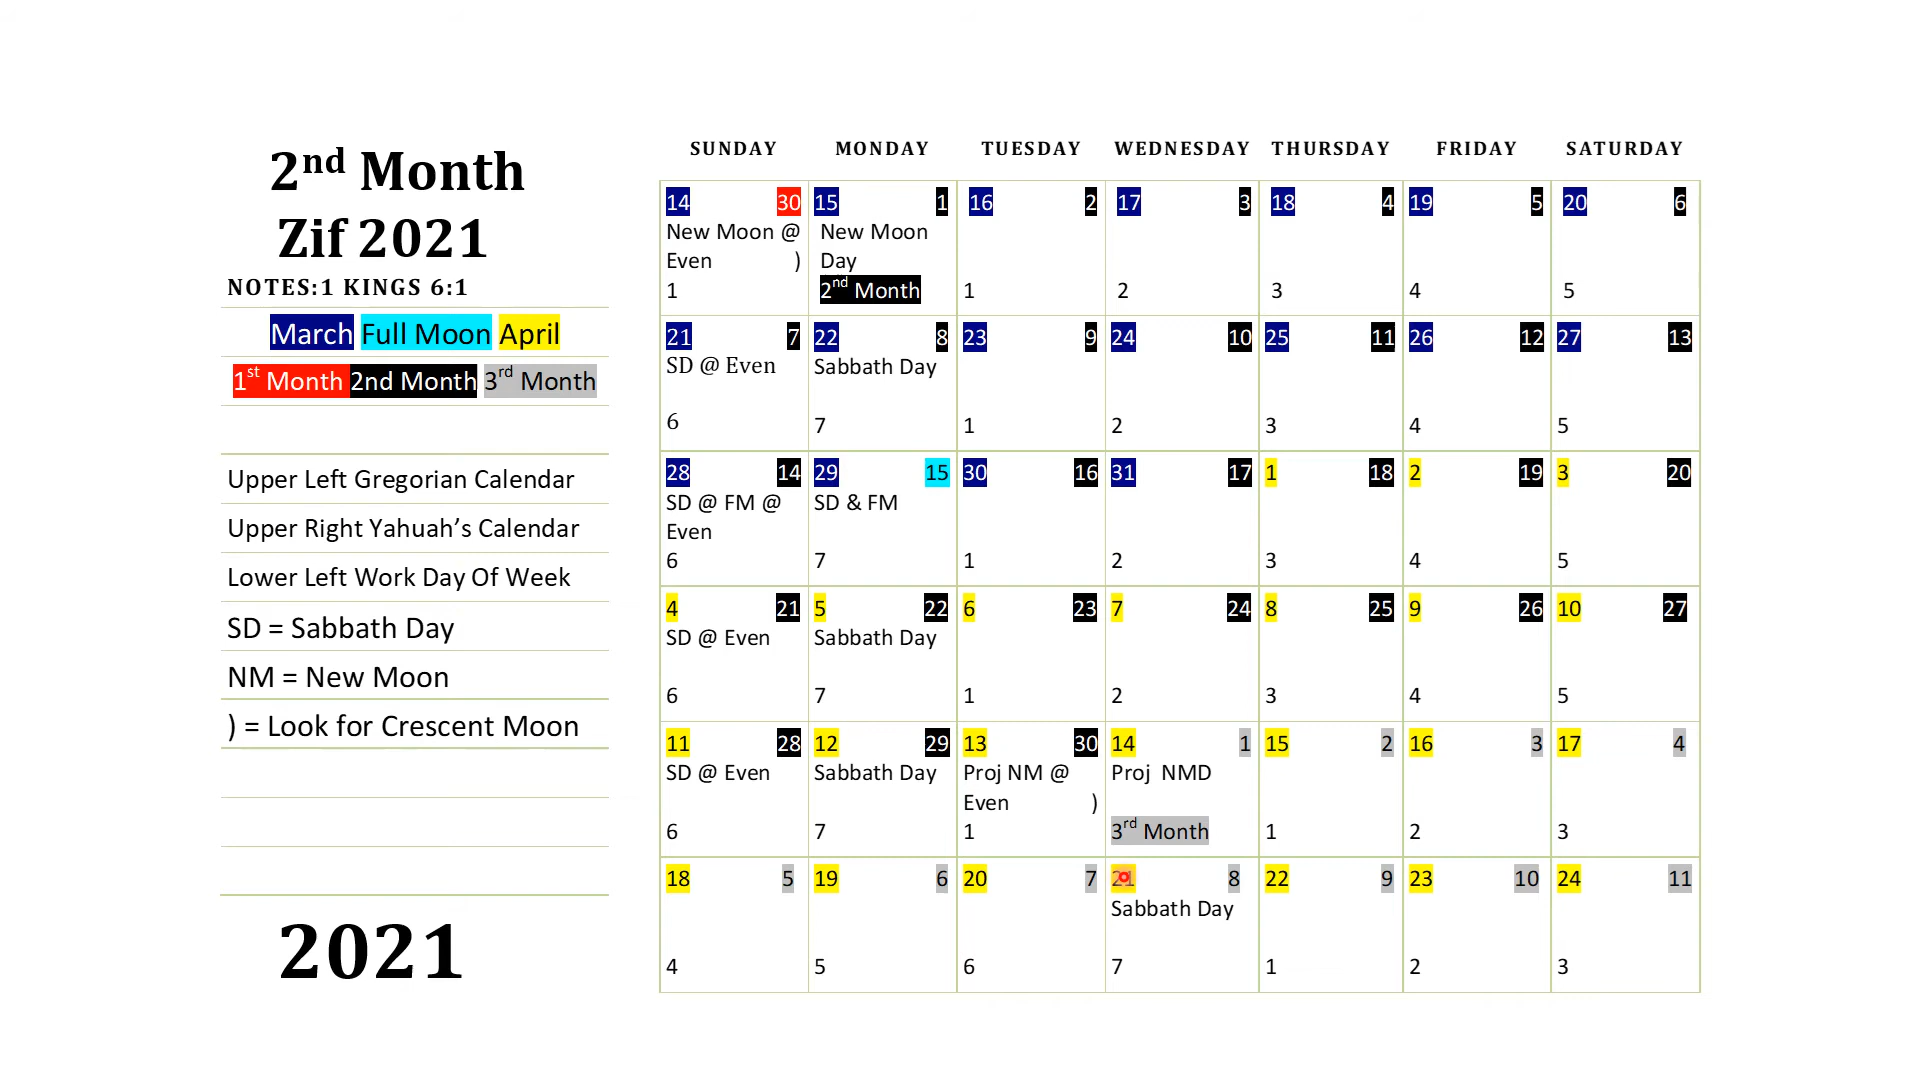 2nd Month
Zif 2021
NOTES:1 KINGS 6:1
March Full Moon April
1st Month 2nd Month 3rd Month
Upper Left Gregorian Calendar
Upper Right Yahuah's Calendar
Lower Left Work Day Of Week
SD = Sabbath Day
NM = New Moon
) = Look for Crescent Moon
2021
SUNDAY MONDAY TUESDAY WEDNESDAY THURSDAY FRIDAY SATURDAY
14 30 15 1 16 2 17 3 18 4 19 5 20 6
New Moon @ New Moon
Even ) Day
1 2nd Month 1 2 3 4 5
21 7 22 8 23 9 24 10 25 11 26 12 27 13
SD @ Even Sabbath Day
6 7 1 2 3 4 5
28 14 29 15 30 16 31 17 1 18 2 19 3 20
SD @ FM @ SD & FM
Even
6 7 1 2 3 4 5
4 21 5 22 6 23 7 24 8 25 9 26 10 27
SD @ Even Sabbath Day
6 7 1 2 3 4 5
11 28 12 29 13 30 14 1 15 2 16 3 17 4
SD @ Even Sabbath Day Proj NM @ Proj NMD
Even )
6 7 1 3rd Month 1 2 3
18 5 19 6 20 7 21 8 22 9 23 10 24 11
Sabbath Day
4 5 6 7 1 2 3